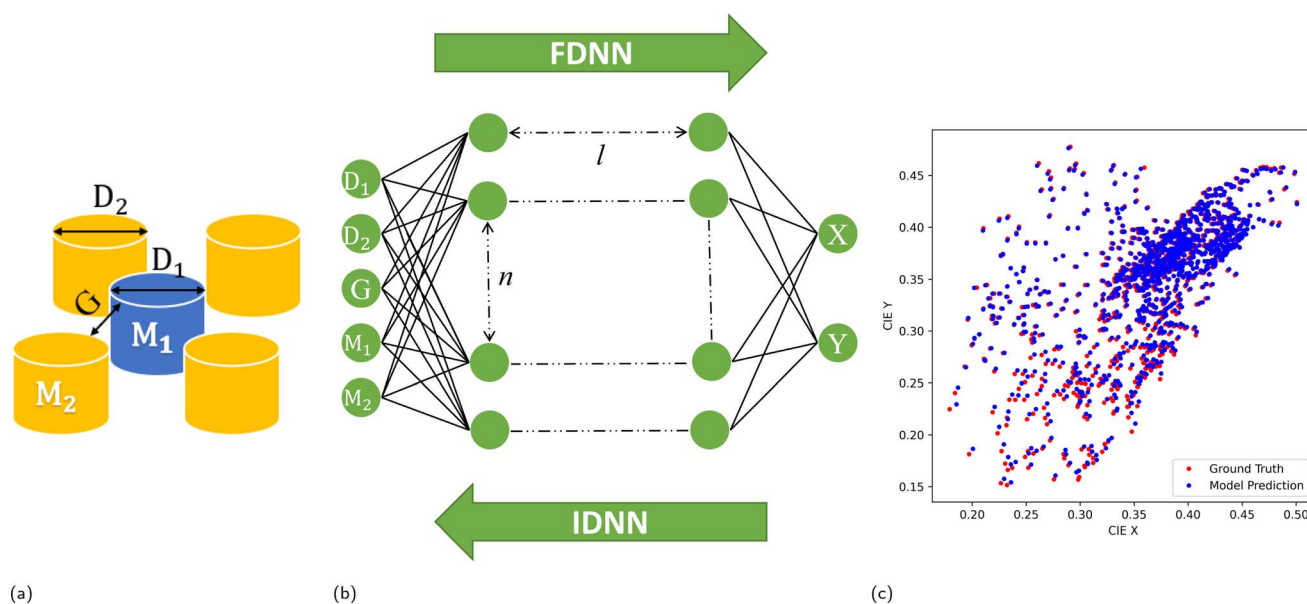 D₂
D₁
G
M₁
M₂
(a)
FDNN
l
D₁
D₂
G
M₁
M₂
n
X
Y
IDNN
(b)
CIE Y
0.45
0.40
0.35
0.30
0.25
0.20
0.15
Ground Truth
Model Prediction
0.20 0.25 0.30 0.35 0.40 0.45 0.50
CIE X
(c)